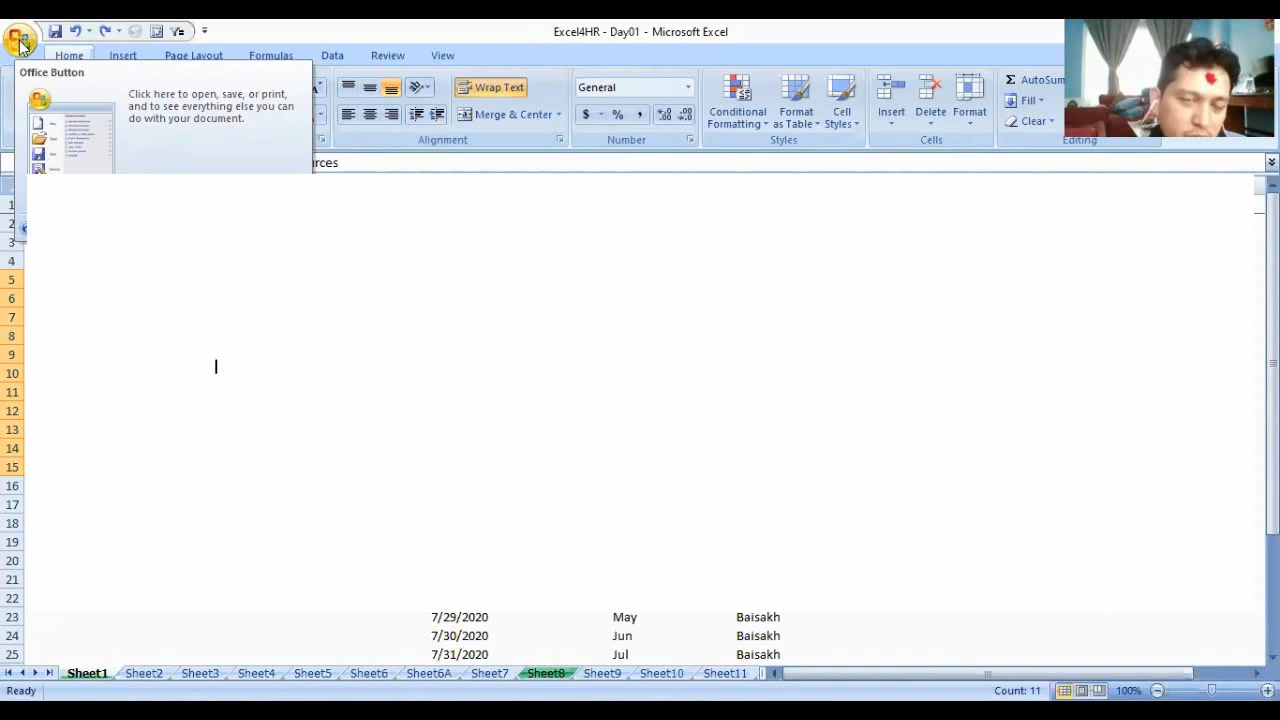 Excel4HR - Day01 - Microsoft Excel
Home Insert Page Layout Formulas Data Review View
Office Button
Click here to open, save, or print, and to see everything else you can do with your document.
Wrap Text
Merge & Center
Alignment
General
$ % ,
Number
Conditional Formatting
Format as Table
Cell Styles
Styles
Insert
Delete
Format
Cells
Σ AutoSum
Fill
Clear
Editing
1
2
3
4
5
6
7
8
9
10
11
12
13
14
15
16
17
18
19
20
21
22
23 7/29/2020 May Baisakh
24 7/30/2020 Jun Baisakh
25 7/31/2020 Jul Baisakh
Sheet1 Sheet2 Sheet3 Sheet4 Sheet5 Sheet6 Sheet6A Sheet7 Sheet8 Sheet9 Sheet10 Sheet11
Ready Count: 11 100%